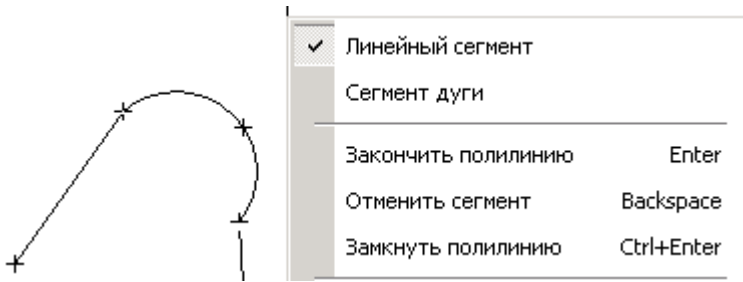 Линейный сегмент
Сегмент дуги
Закончить полилинию Enter
Отменить сегмент Backspace
Замкнуть полилинию Ctrl+Enter